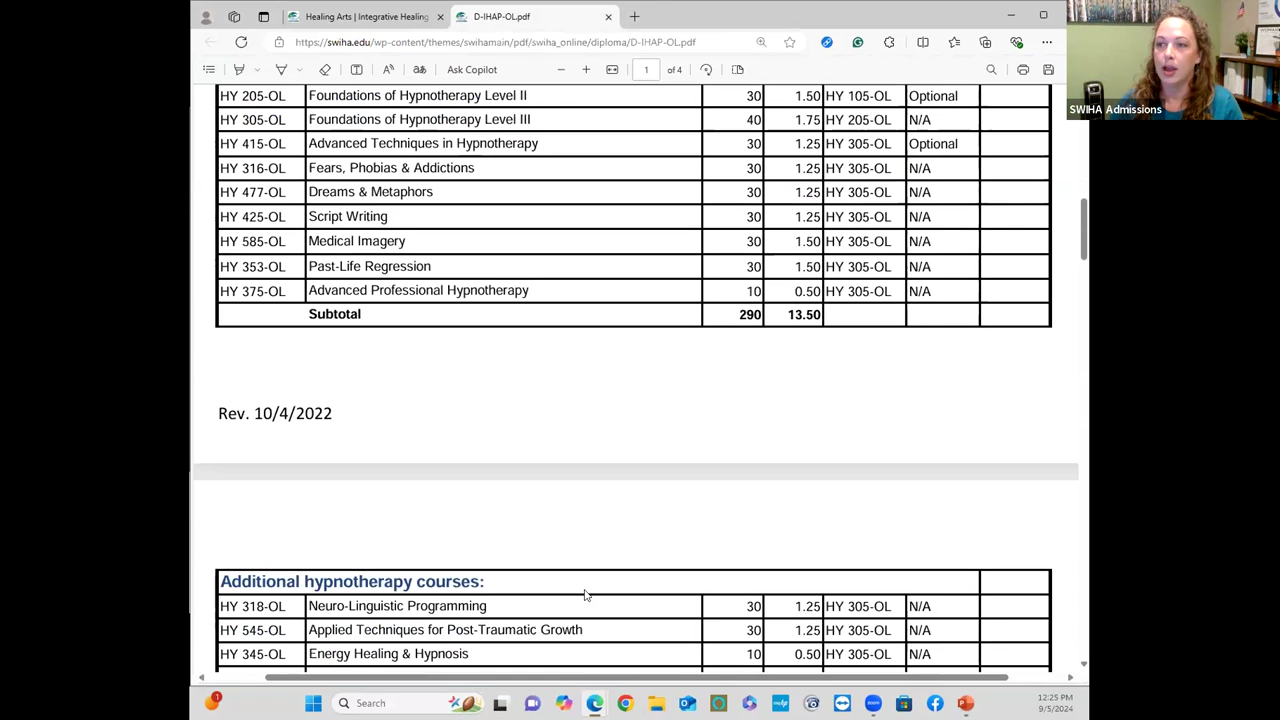 Healing Arts | Integrative Healing
D-IHAP-OL.pdf
https://swiha.edu/wp-content/themes/swihamain/pdf/swiha_online/diploma/D-IHAP-OL.pdf
Ask Copilot 1 of 4
SWIHA Admissions
HY 205-OL Foundations of Hypnotherapy Level II 30 1.50 HY 105-OL Optional
HY 305-OL Foundations of Hypnotherapy Level III 40 1.75 HY 205-OL N/A
HY 415-OL Advanced Techniques in Hypnotherapy 30 1.25 HY 305-OL Optional
HY 316-OL Fears, Phobias & Addictions 30 1.25 HY 305-OL N/A
HY 477-OL Dreams & Metaphors 30 1.25 HY 305-OL N/A
HY 425-OL Script Writing 30 1.25 HY 305-OL N/A
HY 585-OL Medical Imagery 30 1.50 HY 305-OL N/A
HY 353-OL Past-Life Regression 30 1.50 HY 305-OL N/A
HY 375-OL Advanced Professional Hypnotherapy 10 0.50 HY 305-OL N/A
Subtotal 290 13.50
Rev. 10/4/2022
Additional hypnotherapy courses:
HY 318-OL Neuro-Linguistic Programming 30 1.25 HY 305-OL N/A
HY 545-OL Applied Techniques for Post-Traumatic Growth 30 1.25 HY 305-OL N/A
HY 345-OL Energy Healing & Hypnosis 10 0.50 HY 305-OL N/A
1
Search
12:25 PM
9/5/2024